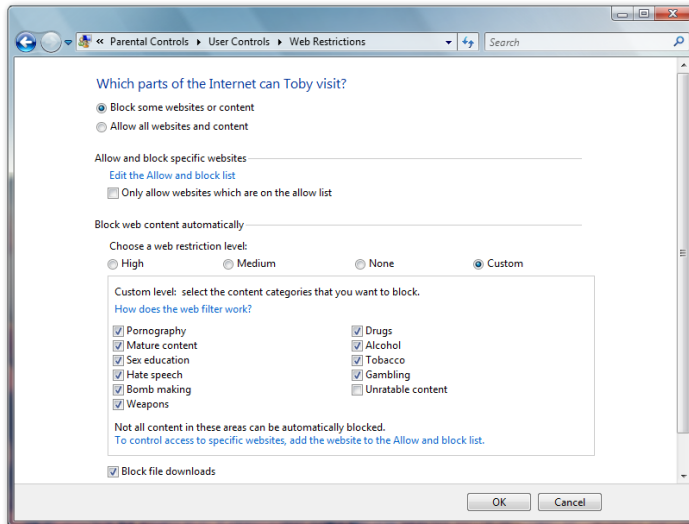 « Parental Controls ▸ User Controls ▸ Web Restrictions Search
Which parts of the Internet can Toby visit?
Block some websites or content
Allow all websites and content
Allow and block specific websites
Edit the Allow and block list
Only allow websites which are on the allow list
Block web content automatically
Choose a web restriction level:
High Medium None Custom
Custom level: select the content categories that you want to block.
How does the web filter work?
Pornography Drugs
Mature content Alcohol
Sex education Tobacco
Hate speech Gambling
Bomb making Unratable content
Weapons
Not all content in these areas can be automatically blocked.
To control access to specific websites, add the website to the Allow and block list.
Block file downloads
OK Cancel